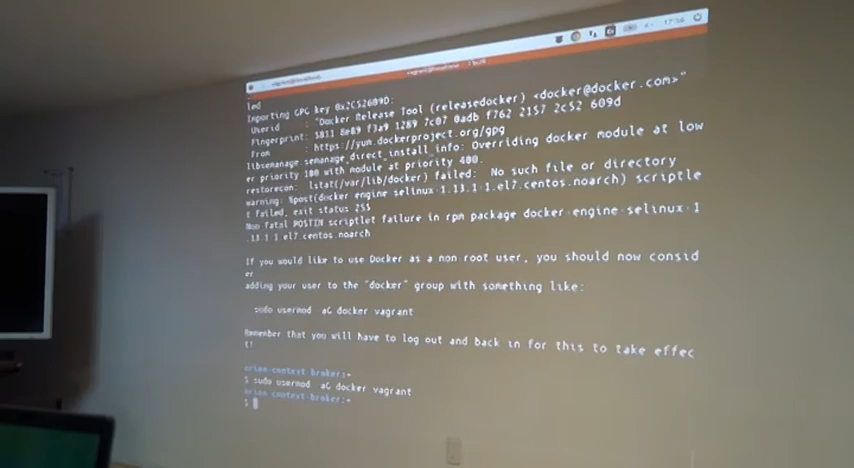 17:56
led
Importing GPG key 0x2C52609D:
Userid : "Docker Release Tool (releasedocker) <docker@docker.com>"
Fingerprint: 5811 8e89 f3a9 1289 7c07 0adb f762 2157 2c52 609d
From : https://yum.dockerproject.org/gpg
libsemanage.semanage_direct_install_info: Overriding docker module at low
er priority 100 with module at priority 400.
restorecon: lstat(/var/lib/docker) failed: No such file or directory
warning: %post(docker-engine-selinux-1.13.1-1.el7.centos.noarch) scriptle
t failed, exit status 255
Non-fatal POSTIN scriptlet failure in rpm package docker-engine-selinux-1
.13.1-1.el7.centos.noarch
If you would like to use Docker as a non-root user, you should now consid
er
adding your user to the "docker" group with something like:
sudo usermod -aG docker vagrant
Remember that you will have to log out and back in for this to take effec
t!
orion-context-broker:~
$ sudo usermod -aG docker vagrant
orion-context-broker:~
$